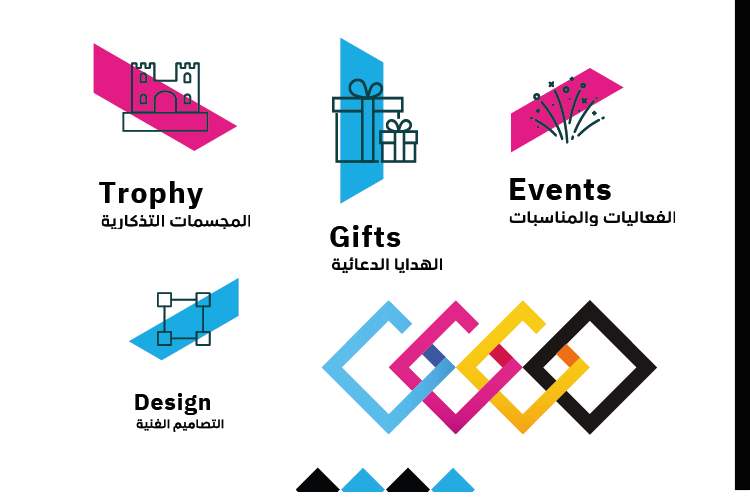 Trophy
المجسمات التذكارية
Gifts
الهدايا الدعائية
Events
الفعاليات والمناسبات
Design
التصاميم الفنية